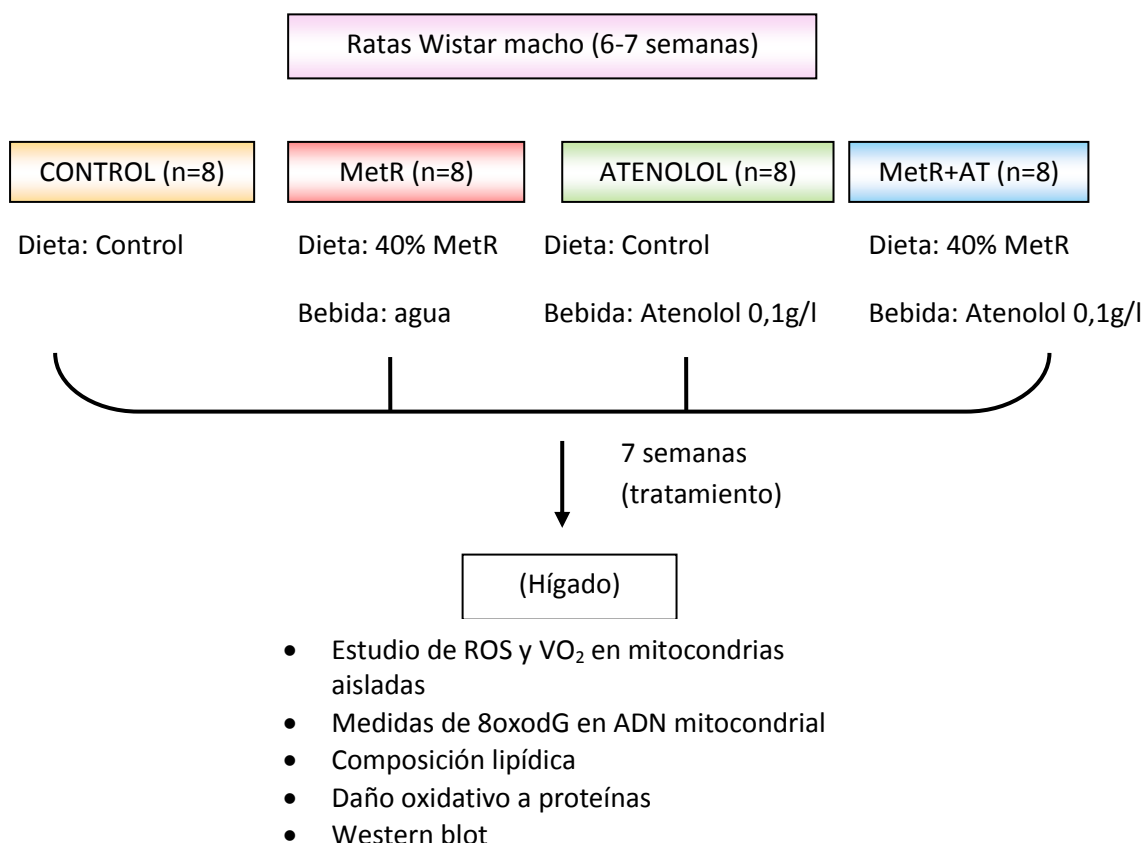 Ratas Wistar macho (6-7 semanas)
CONTROL (n=8)
MetR (n=8)
ATENOLOL (n=8)
MetR+AT (n=8)
Dieta: Control
Dieta: 40% MetR
Dieta: Control
Dieta: 40% MetR
Bebida: agua
Bebida: Atenolol 0,1g/l
Bebida: Atenolol 0,1g/l
7 semanas
(tratamiento)
(Hígado)
• Estudio de ROS y VO₂ en mitocondrias
aisladas
• Medidas de 8oxodG en ADN mitocondrial
• Composición lipídica
• Daño oxidativo a proteínas
• Western blot